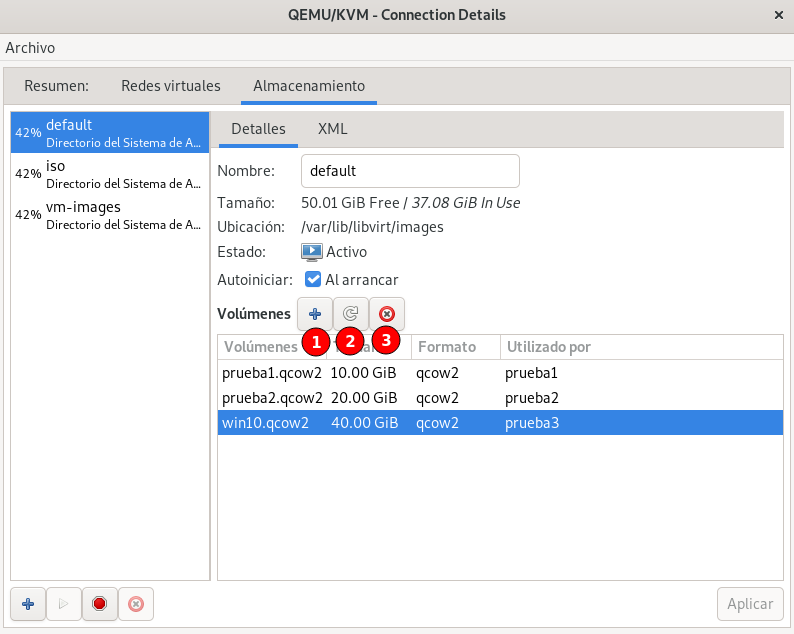 QEMU/KVM - Connection Details
Archivo
Resumen: Redes virtuales Almacenamiento
42% default
Directorio del Sistema de A...
42% iso
Directorio del Sistema de A...
42% vm-images
Directorio del Sistema de A...
Detalles XML
Nombre: default
Tamaño: 50.01 GiB Free / 37.08 GiB In Use
Ubicación: /var/lib/libvirt/images
Estado: Activo
Autoiniciar: Al arrancar
Volúmenes
1 2 3
Volúmenes Formato Utilizado por
prueba1.qcow2 10.00 GiB qcow2 prueba1
prueba2.qcow2 20.00 GiB qcow2 prueba2
win10.qcow2 40.00 GiB qcow2 prueba3
Aplicar